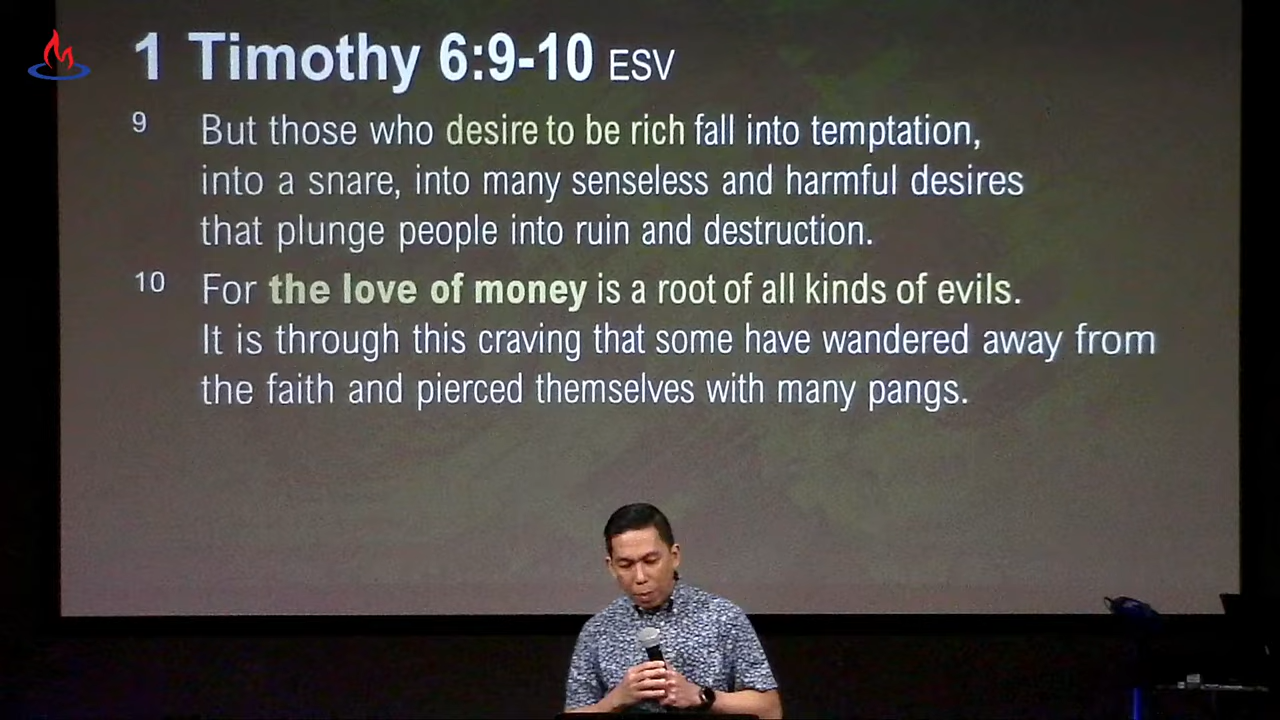 1 Timothy 6:9-10 ESV
9 But those who desire to be rich fall into temptation,
into a snare, into many senseless and harmful desires
that plunge people into ruin and destruction.
10 For the love of money is a root of all kinds of evils.
It is through this craving that some have wandered away from
the faith and pierced themselves with many pangs.